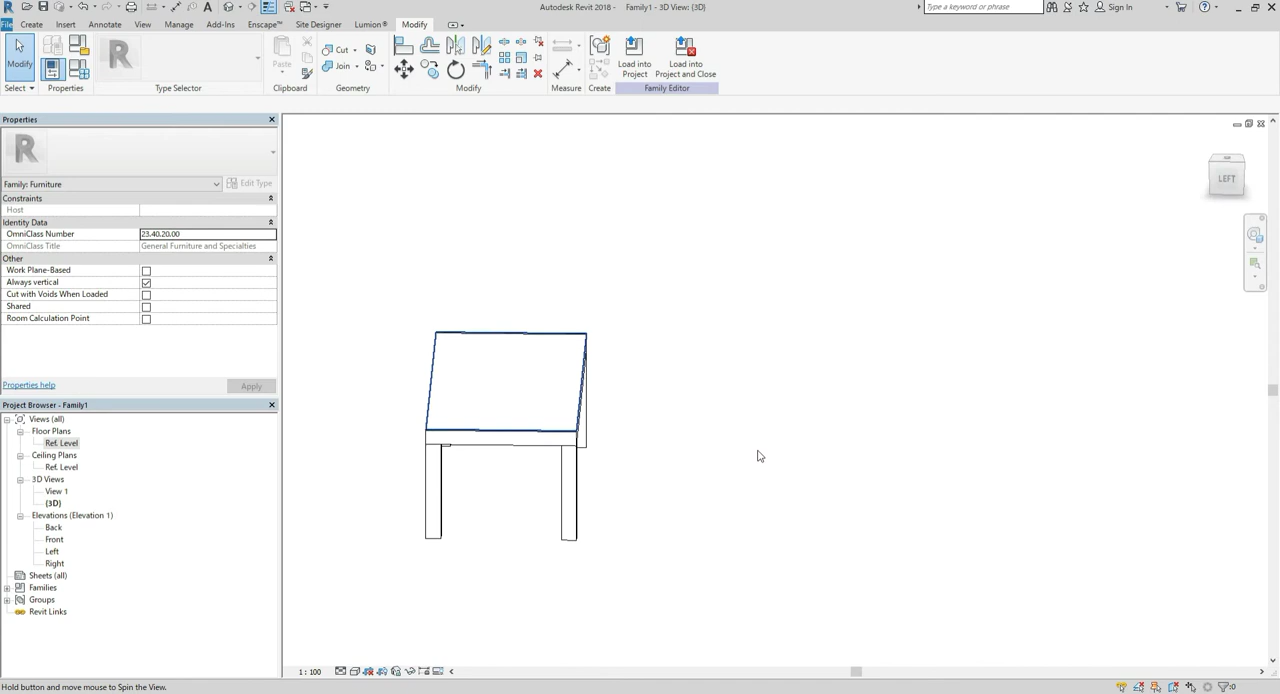 Autodesk Revit 2018 - Family1 - 3D View: {3D}
Type a keyword or phrase
Sign In
File Create Insert Annotate View Manage Add-Ins Enscape™ Site Designer Lumion® Modify
Modify
Paste
Cut
Join
Load into Project
Load into Project and Close
Select Properties Type Selector Clipboard Geometry Modify Measure Create Family Editor
Properties
Family: Furniture Edit Type
Constraints
Host
Identity Data
OmniClass Number 23.40.20.00
OmniClass Title General Furniture and Specialties
Other
Work Plane-Based
Always vertical
Cut with Voids When Loaded
Shared
Room Calculation Point
Properties help Apply
Project Browser - Family1
Views (all)
Floor Plans
Ref. Level
Ceiling Plans
Ref. Level
3D Views
View 1
{3D}
Elevations (Elevation 1)
Back
Front
Left
Right
Sheets (all)
Families
Groups
Revit Links
LEFT
1 : 100
Hold button and move mouse to Spin the View.
:0